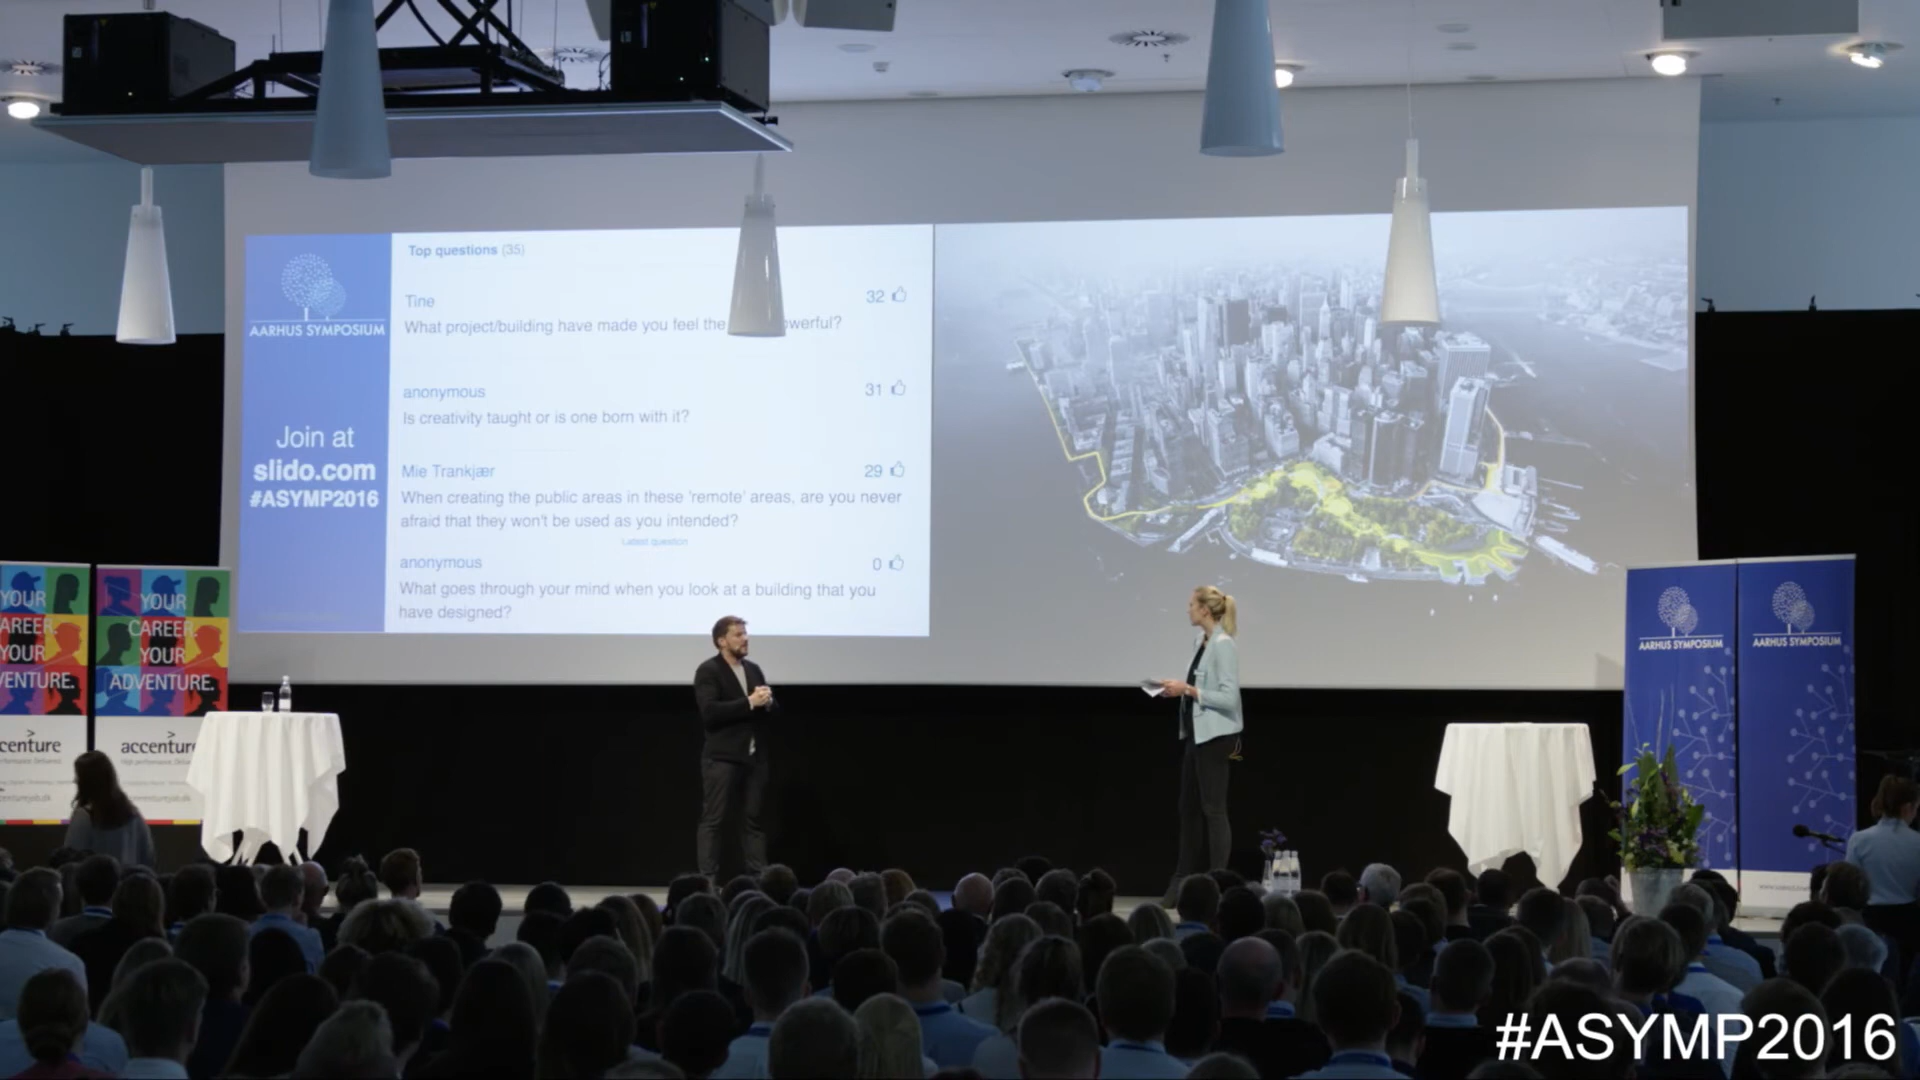 Top questions (35)
Tine
32
What project/building have made you feel the
owerful?
anonymous
31
Is creativity taught or is one born with it?
Mie Trankjær
29
When creating the public areas in these 'remote' areas, are you never
afraid that they won't be used as you intended?
Latest question
anonymous
0
What goes through your mind when you look at a building that you
have designed?
AARHUS SYMPOSIUM
Join at
slido.com
#ASYMP2016
YOUR
AREER.
YOUR
VENTURE.
centure
YOUR
CAREER.
YOUR
ADVENTURE.
accenture
AARHUS SYMPOSIUM
AARHUS SYMPOSIUM
#ASYMP2016